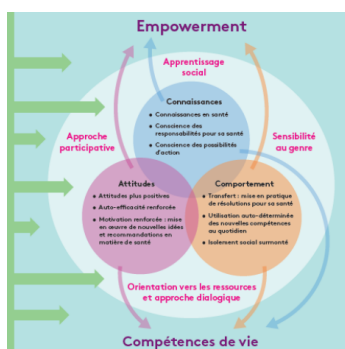 Empowerment
Apprentissage
social
Connaissances
• Connaissances en santé
• Conscience des
responsabilités pour sa santé
• Conscience des possibilités
d'action
Approche
participative
Sensibilité
au genre
Attitudes
• Attitudes plus positives
• Auto-efficacité renforcée
• Motivation renforcée : mise
en œuvre de nouvelles idées
et recommandations en
matière de santé
Comportement
• Transfert : mise en pratique
de résolutions pour sa santé
• Utilisation auto-déterminée
des nouvelles compétences
au quotidien
• Isolement social surmonté
Orientation vers les ressources
et approche dialogique
Compétences de vie